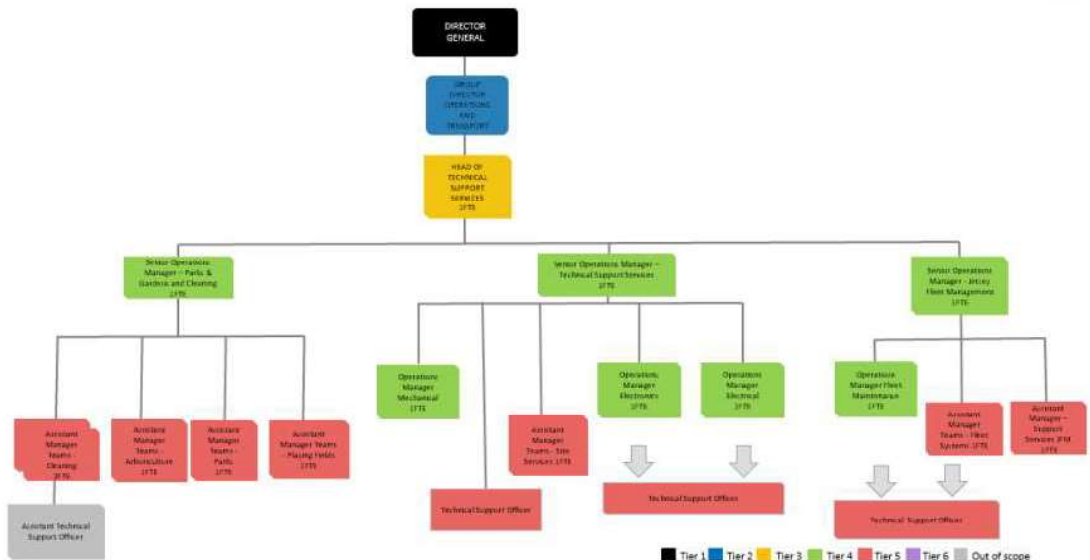 DIRECTOR
GENERAL
GROUP
DIRECTOR
OPERATIONS
AND
TRANSPORT
HEAD OF
TECHNICAL
SUPPORT
SERVICES
1FTE
Senior Operations
Manager – Parks &
Gardens and Cleaning
1FTE
Senior Operations Manager –
Technical Support Services
1FTE
Senior Operations
Manager - Jersey
Fleet Management
1FTE
Operations
Manager
Mechanical
1FTE
Operations
Manager
Electronics
1FTE
Operations
Manager
Electrical
1FTE
Operations
Manager Fleet
Maintenance
1FTE
Assistant
Manager
Teams -
Cleaning
Assistant
Manager
Teams -
Arboriculture
1FTE
Assistant
Manager
Teams -
Parks
1FTE
Assistant
Manager Teams
- Playing Fields
1FTE
Assistant
Manager
Teams - Site
Services 1FTE
Assistant
Manager
Teams - Fleet
Systems 1FTE
Assistant
Manager –
Support
Services
1FTE
Technical Support Officer
Technical Support Officer
Technical Support Officer
Assistant Technical
Support Officer
Tier 1 Tier 2 Tier 3 Tier 4 Tier 5 Tier 6 Out of scope